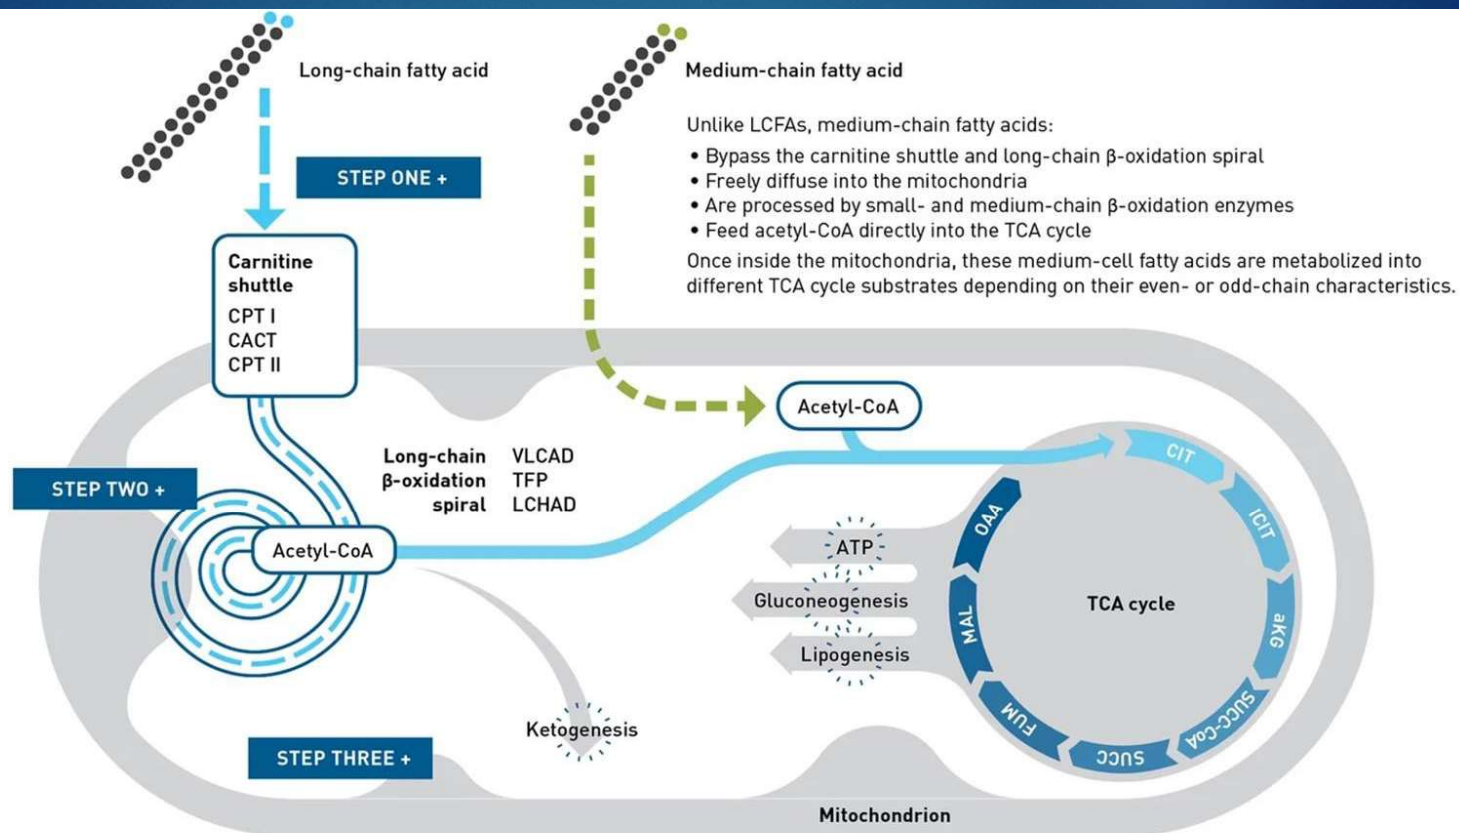 Long-chain fatty acid
STEP ONE +
Carnitine
shuttle
CPT I
CACT
CPT II
Medium-chain fatty acid
Unlike LCFAs, medium-chain fatty acids:
• Bypass the carnitine shuttle and long-chain β-oxidation spiral
• Freely diffuse into the mitochondria
• Are processed by small- and medium-chain β-oxidation enzymes
• Feed acetyl-CoA directly into the TCA cycle
Once inside the mitochondria, these medium-cell fatty acids are metabolized into
different TCA cycle substrates depending on their even- or odd-chain characteristics.
Acetyl-CoA
STEP TWO +
Long-chain VLCAD
β-oxidation TFP
spiral LCHAD
Acetyl-CoA
ATP
Gluconeogenesis
Lipogenesis
Ketogenesis
TCA cycle
CIT
ICIT
aKG
SUCC-CoA
SUCC
FUM
MAL
OAA
STEP THREE +
Mitochondrion